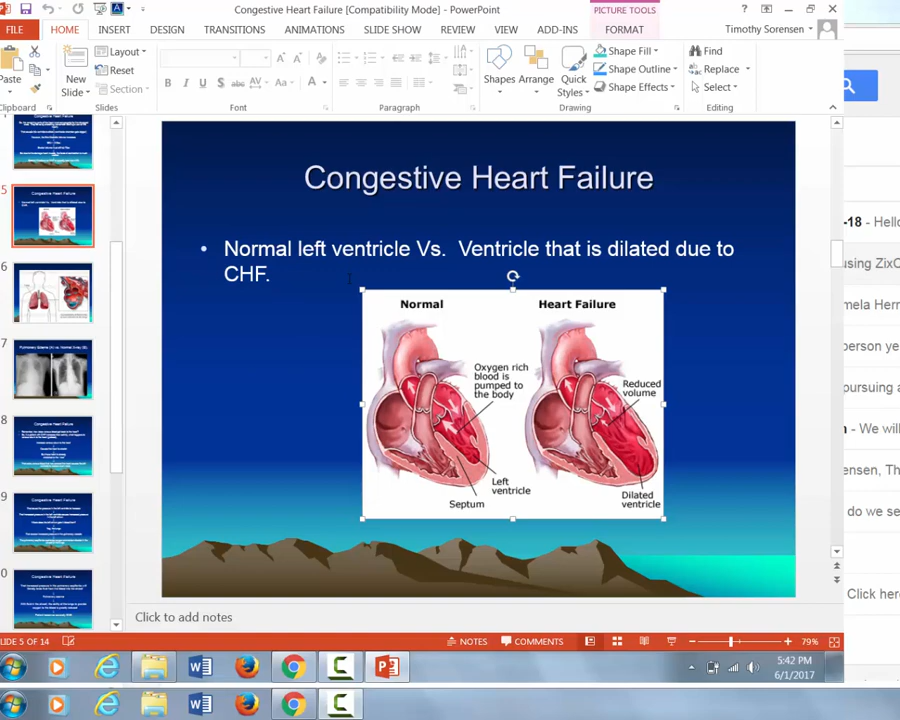 Congestive Heart Failure [Compatibility Mode] - PowerPoint
PICTURE TOOLS
FILE HOME INSERT DESIGN TRANSITIONS ANIMATIONS SLIDE SHOW REVIEW VIEW ADD-INS FORMAT
Timothy Sorensen
Paste
New
Slide
Layout
Reset
Section
B I U S abc AV Aa A
Shapes
Arrange
Quick
Styles
Shape Fill
Shape Outline
Shape Effects
Find
Replace
Select
Clipboard
Slides
Font
Paragraph
Drawing
Editing
5
6
7
8
9
Congestive Heart Failure
• Normal left ventricle Vs. Ventricle that is dilated due to
CHF.
Normal
Heart Failure
Oxygen rich
blood is
pumped to
the body
Reduced
volume
Left
ventricle
Septum
Dilated
ventricle
-18 - Hello
using ZixC
mela Herr
person ye
pursuing a
n - We will
ensen, Th
do we se
Click here
Click to add notes
SLIDE 5 OF 14
NOTES
COMMENTS
79%
5:42 PM
6/1/2017